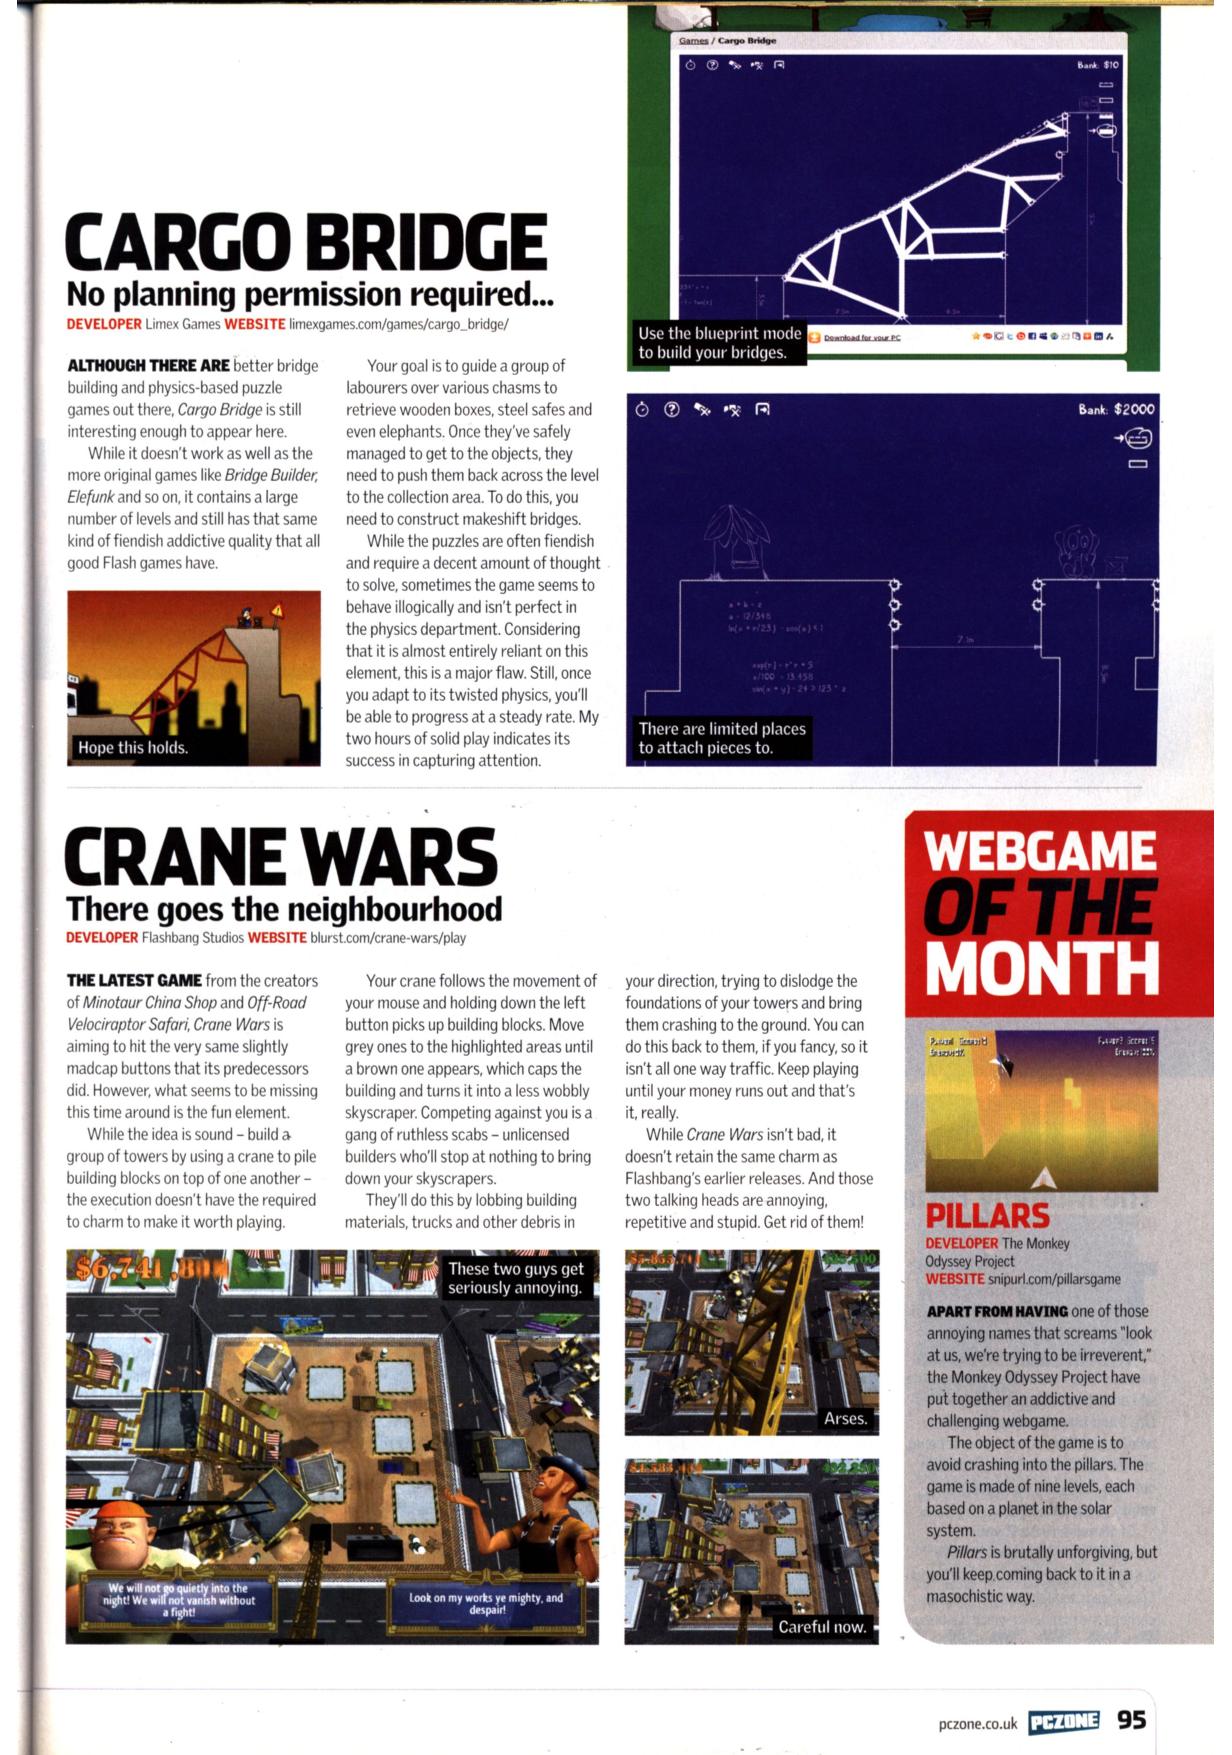 Games / Cargo Bridge
Bank: $10
Download for your PC
Use the blueprint mode
to build your bridges.
CARGO BRIDGE
No planning permission required...
DEVELOPER Limex Games WEBSITE limexgames.com/games/cargo_bridge/
ALTHOUGH THERE ARE better bridge
building and physics-based puzzle
games out there, Cargo Bridge is still
interesting enough to appear here.
While it doesn't work as well as the
more original games like Bridge Builder,
Elefunk and so on, it contains a large
number of levels and still has that same
kind of fiendish addictive quality that all
good Flash games have.
Hope this holds.
Your goal is to guide a group of
labourers over various chasms to
retrieve wooden boxes, steel safes and
even elephants. Once they've safely
managed to get to the objects, they
need to push them back across the level
to the collection area. To do this, you
need to construct makeshift bridges.
While the puzzles are often fiendish
and require a decent amount of thought
to solve, sometimes the game seems to
behave illogically and isn't perfect in
the physics department. Considering
that it is almost entirely reliant on this
element, this is a major flaw. Still, once
you adapt to its twisted physics, you'll
be able to progress at a steady rate. My
two hours of solid play indicates its
success in capturing attention.
Bank: $2000
7.1m
There are limited places
to attach pieces to.
CRANE WARS
There goes the neighbourhood
DEVELOPER Flashbang Studios WEBSITE blurst.com/crane-wars/play
THE LATEST GAME from the creators
of Minotaur China Shop and Off-Road
Velociraptor Safari, Crane Wars is
aiming to hit the very same slightly
madcap buttons that its predecessors
did. However, what seems to be missing
this time around is the fun element.
While the idea is sound – build a
group of towers by using a crane to pile
building blocks on top of one another –
the execution doesn't have the required
to charm to make it worth playing.
Your crane follows the movement of
your mouse and holding down the left
button picks up building blocks. Move
grey ones to the highlighted areas until
a brown one appears, which caps the
building and turns it into a less wobbly
skyscraper. Competing against you is a
gang of ruthless scabs – unlicensed
builders who'll stop at nothing to bring
down your skyscrapers.
They'll do this by lobbing building
materials, trucks and other debris in
your direction, trying to dislodge the
foundations of your towers and bring
them crashing to the ground. You can
do this back to them, if you fancy, so it
isn't all one way traffic. Keep playing
until your money runs out and that's
it, really.
While Crane Wars isn't bad, it
doesn't retain the same charm as
Flashbang's earlier releases. And those
two talking heads are annoying,
repetitive and stupid. Get rid of them!
These two guys get
seriously annoying.
We will not go quietly into the
night! We will not vanish without
a fight!
Look on my works ye mighty, and
despair!
Arses.
Careful now.
WEBGAME
OF THE
MONTH
PILLARS
DEVELOPER The Monkey
Odyssey Project
WEBSITE snipurl.com/pillarsgame
APART FROM HAVING one of those
annoying names that screams "look
at us, we're trying to be irreverent,"
the Monkey Odyssey Project have
put together an addictive and
challenging webgame.
The object of the game is to
avoid crashing into the pillars. The
game is made of nine levels, each
based on a planet in the solar
system.
Pillars is brutally unforgiving, but
you'll keep coming back to it in a
masochistic way.
pczone.co.uk PCZONE 95